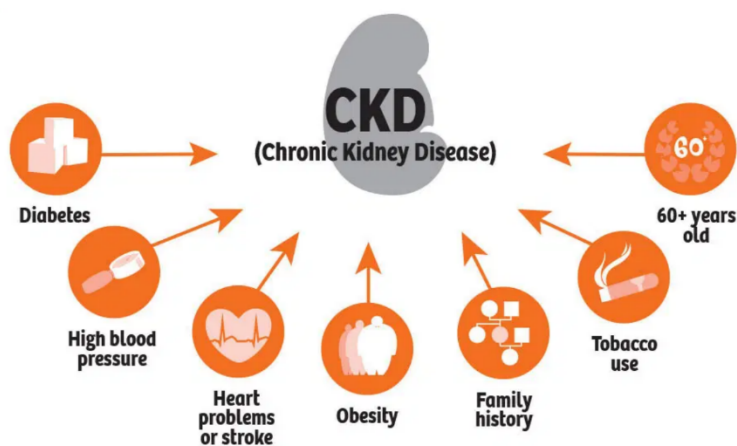 CKD
(Chronic Kidney Disease)
60+
Diabetes
60+ years
old
High blood
pressure
Tobacco
use
Heart
problems
or stroke
Obesity
Family
history